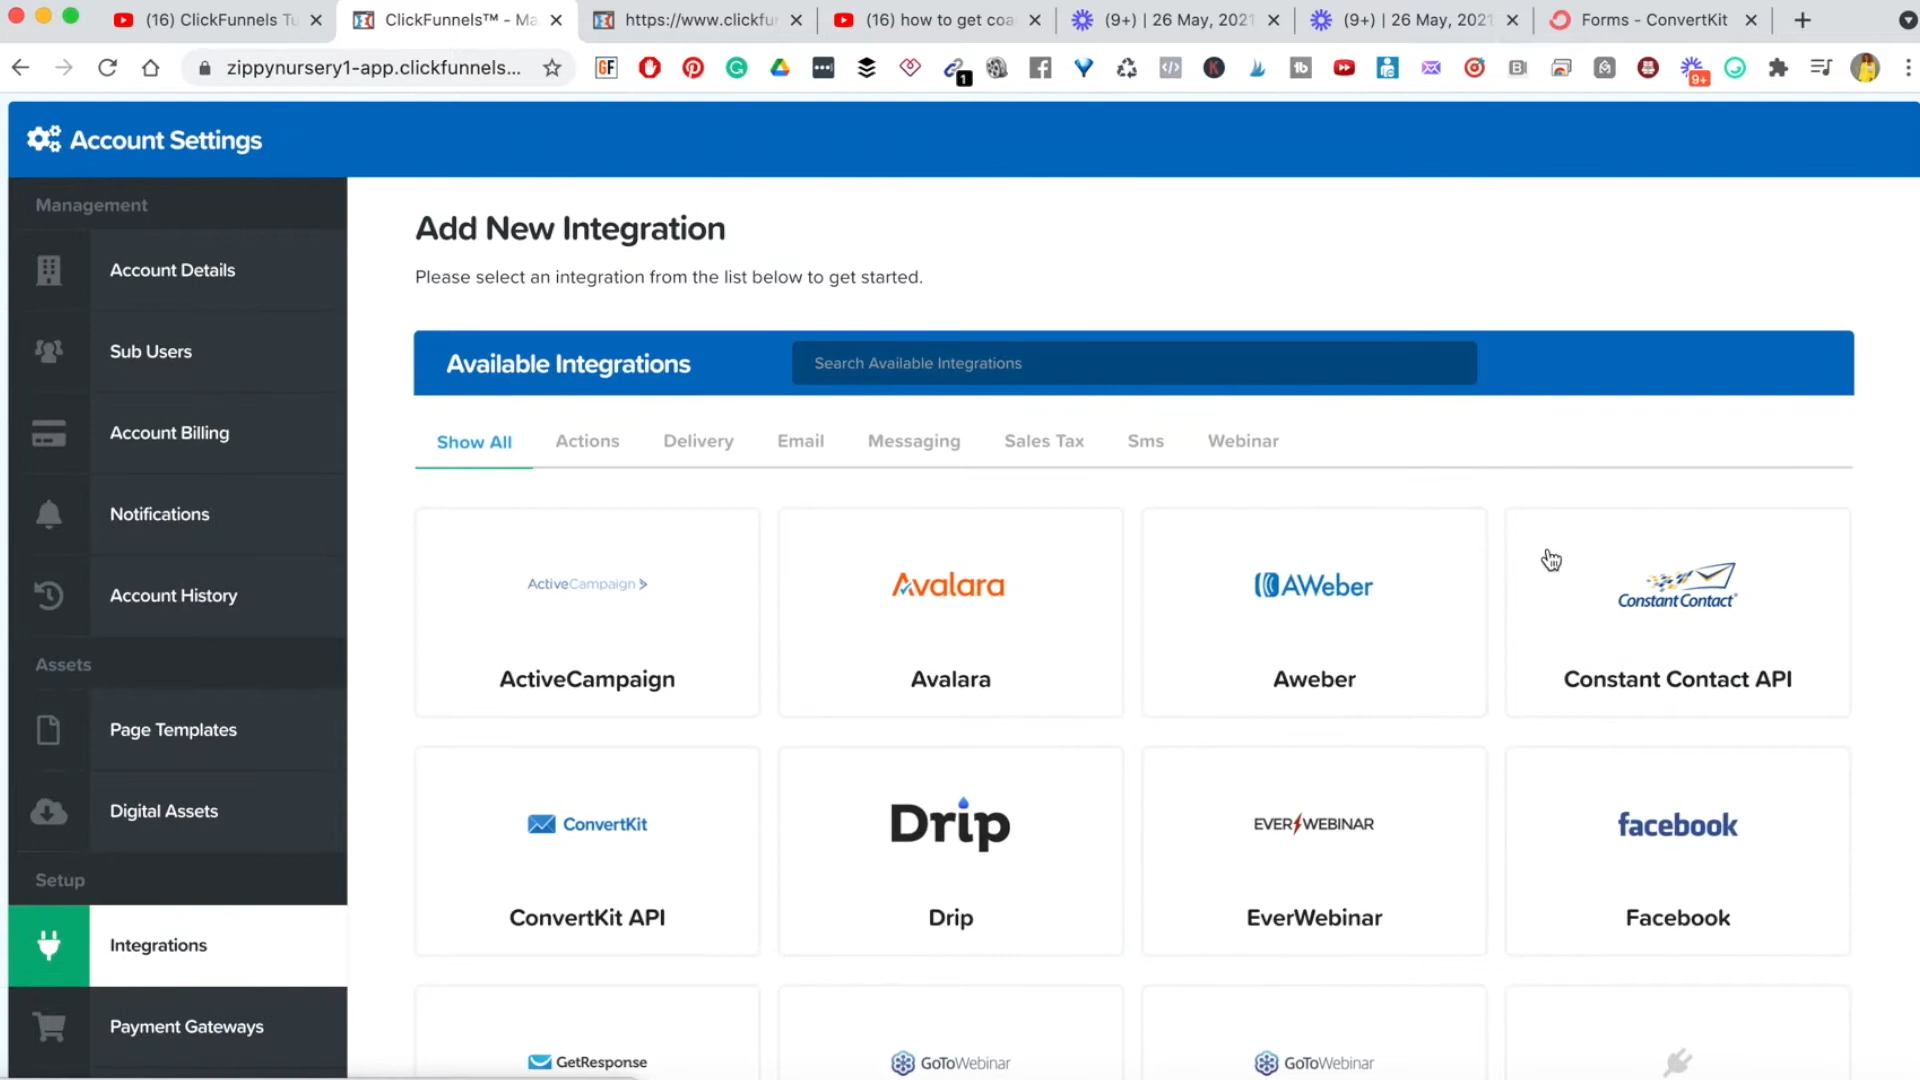 (16) ClickFunnels Tu
ClickFunnels™ - Ma
https://www.clickfu
(16) how to get coa
(9+) | 26 May, 2021
(9+) | 26 May, 2021
Forms - ConvertKit
zippynursery1-app.clickfunnels...
GF
1
tb
9+
Account Settings
Management
Account Details
Sub Users
Account Billing
Notifications
Account History
Assets
Page Templates
Digital Assets
Setup
Integrations
Payment Gateways
Add New Integration
Please select an integration from the list below to get started.
Available Integrations
Search Available Integrations
Show All
Actions
Delivery
Email
Messaging
Sales Tax
Sms
Webinar
ActiveCampaign
ActiveCampaign
Avalara
Avalara
AWeber
Aweber
Constant Contact
Constant Contact API
ConvertKit
ConvertKit API
Drip
Drip
EVERWEBINAR
EverWebinar
facebook
Facebook
GetResponse
GoToWebinar
GoToWebinar